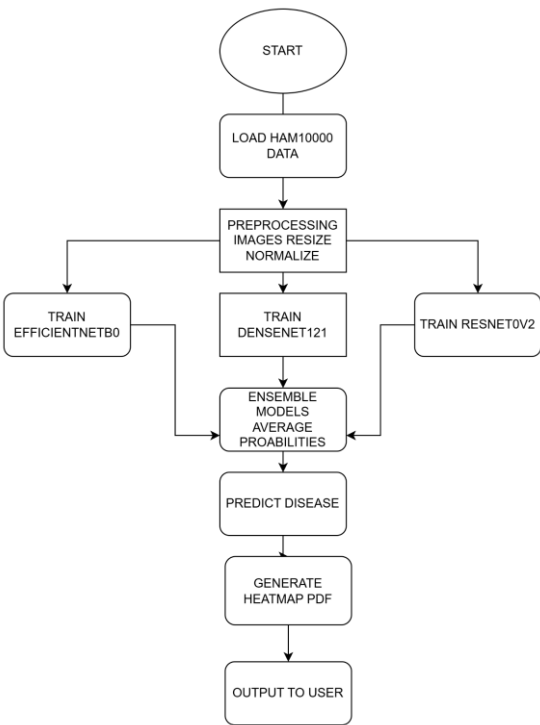 START
LOAD HAM10000
DATA
PREPROCESSING
IMAGES RESIZE
NORMALIZE
TRAIN
EFFICIENTNETB0
TRAIN
DENSENET121
TRAIN RESNET0V2
ENSEMBLE
MODELS
AVERAGE
PROABILITIES
PREDICT DISEASE
GENERATE
HEATMAP PDF
OUTPUT TO USER